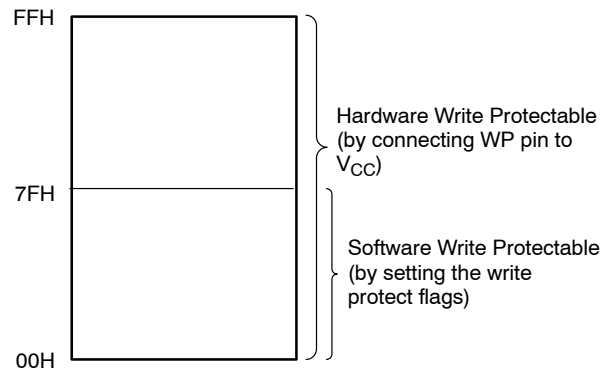 FFH
Hardware Write Protectable
(by connecting WP pin to
VCC)
7FH
Software Write Protectable
(by setting the write
protect flags)
00H